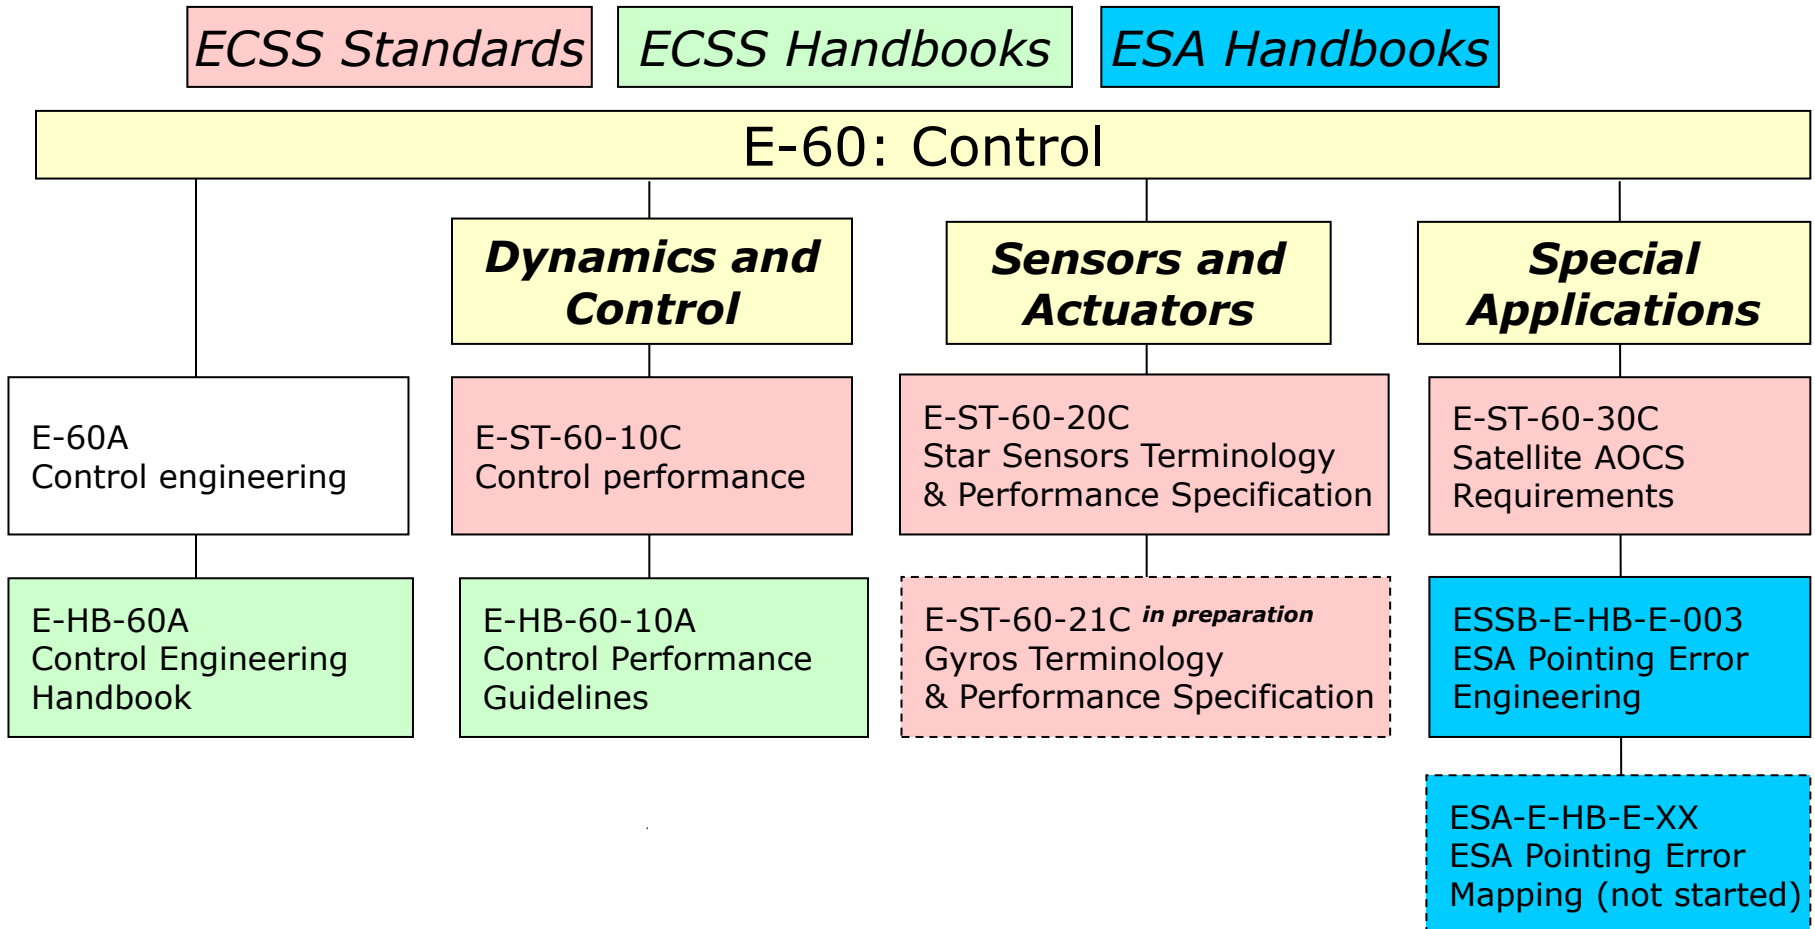 ECSS Standards
ECSS Handbooks
ESA Handbooks
E-60: Control
Dynamics and
Control
Sensors and
Actuators
Special
Applications
E-60A
Control engineering
E-ST-60-10C
Control performance
E-ST-60-20C
Star Sensors Terminology
& Performance Specification
E-ST-60-30C
Satellite AOCS
Requirements
E-HB-60A
Control Engineering
Handbook
E-HB-60-10A
Control Performance
Guidelines
E-ST-60-21C in preparation
Gyros Terminology
& Performance Specification
ESSB-E-HB-E-003
ESA Pointing Error
Engineering
ESA-E-HB-E-XX
ESA Pointing Error
Mapping (not started)